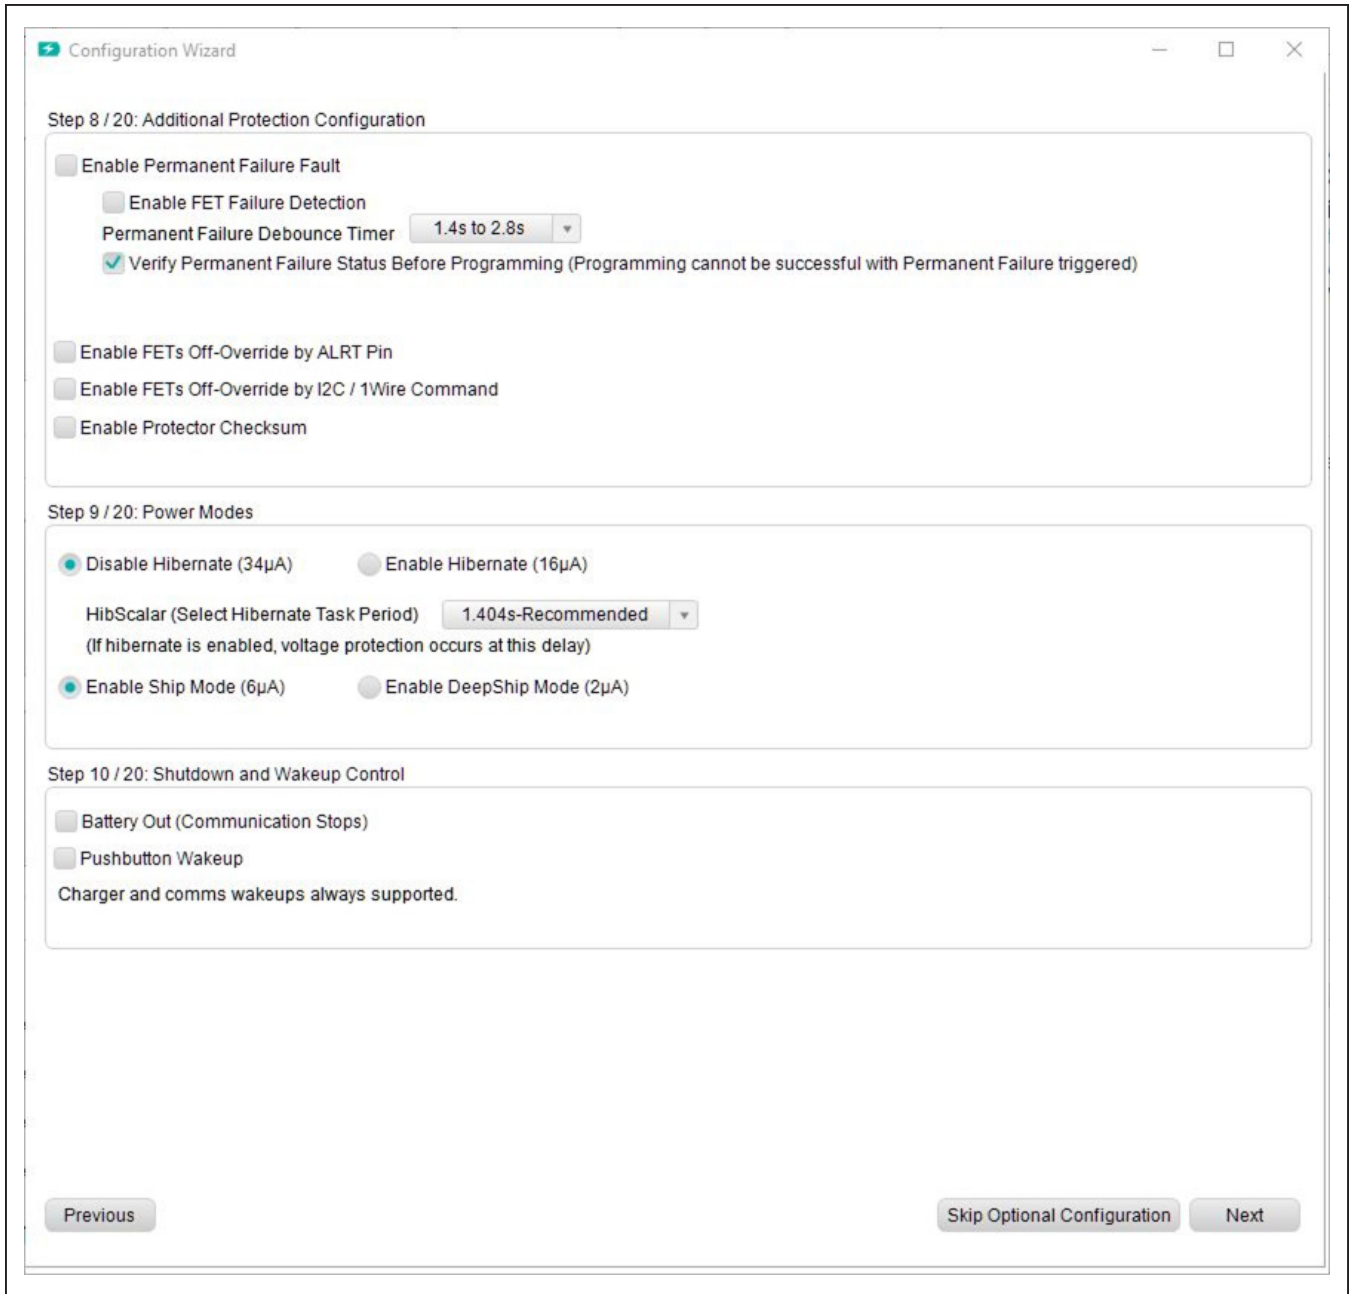 Configuration Wizard
Step 8 / 20: Additional Protection Configuration
Enable Permanent Failure Fault
Enable FET Failure Detection
Permanent Failure Debounce Timer 1.4s to 2.8s
Verify Permanent Failure Status Before Programming (Programming cannot be successful with Permanent Failure triggered)
Enable FETs Off-Override by ALRT Pin
Enable FETs Off-Override by I2C / 1Wire Command
Enable Protector Checksum
Step 9 / 20: Power Modes
Disable Hibernate (34µA) Enable Hibernate (16µA)
HibScalar (Select Hibernate Task Period) 1.404s-Recommended
(If hibernate is enabled, voltage protection occurs at this delay)
Enable Ship Mode (6µA) Enable DeepShip Mode (2µA)
Step 10 / 20: Shutdown and Wakeup Control
Battery Out (Communication Stops)
Pushbutton Wakeup
Charger and comms wakeups always supported.
Previous Skip Optional Configuration Next